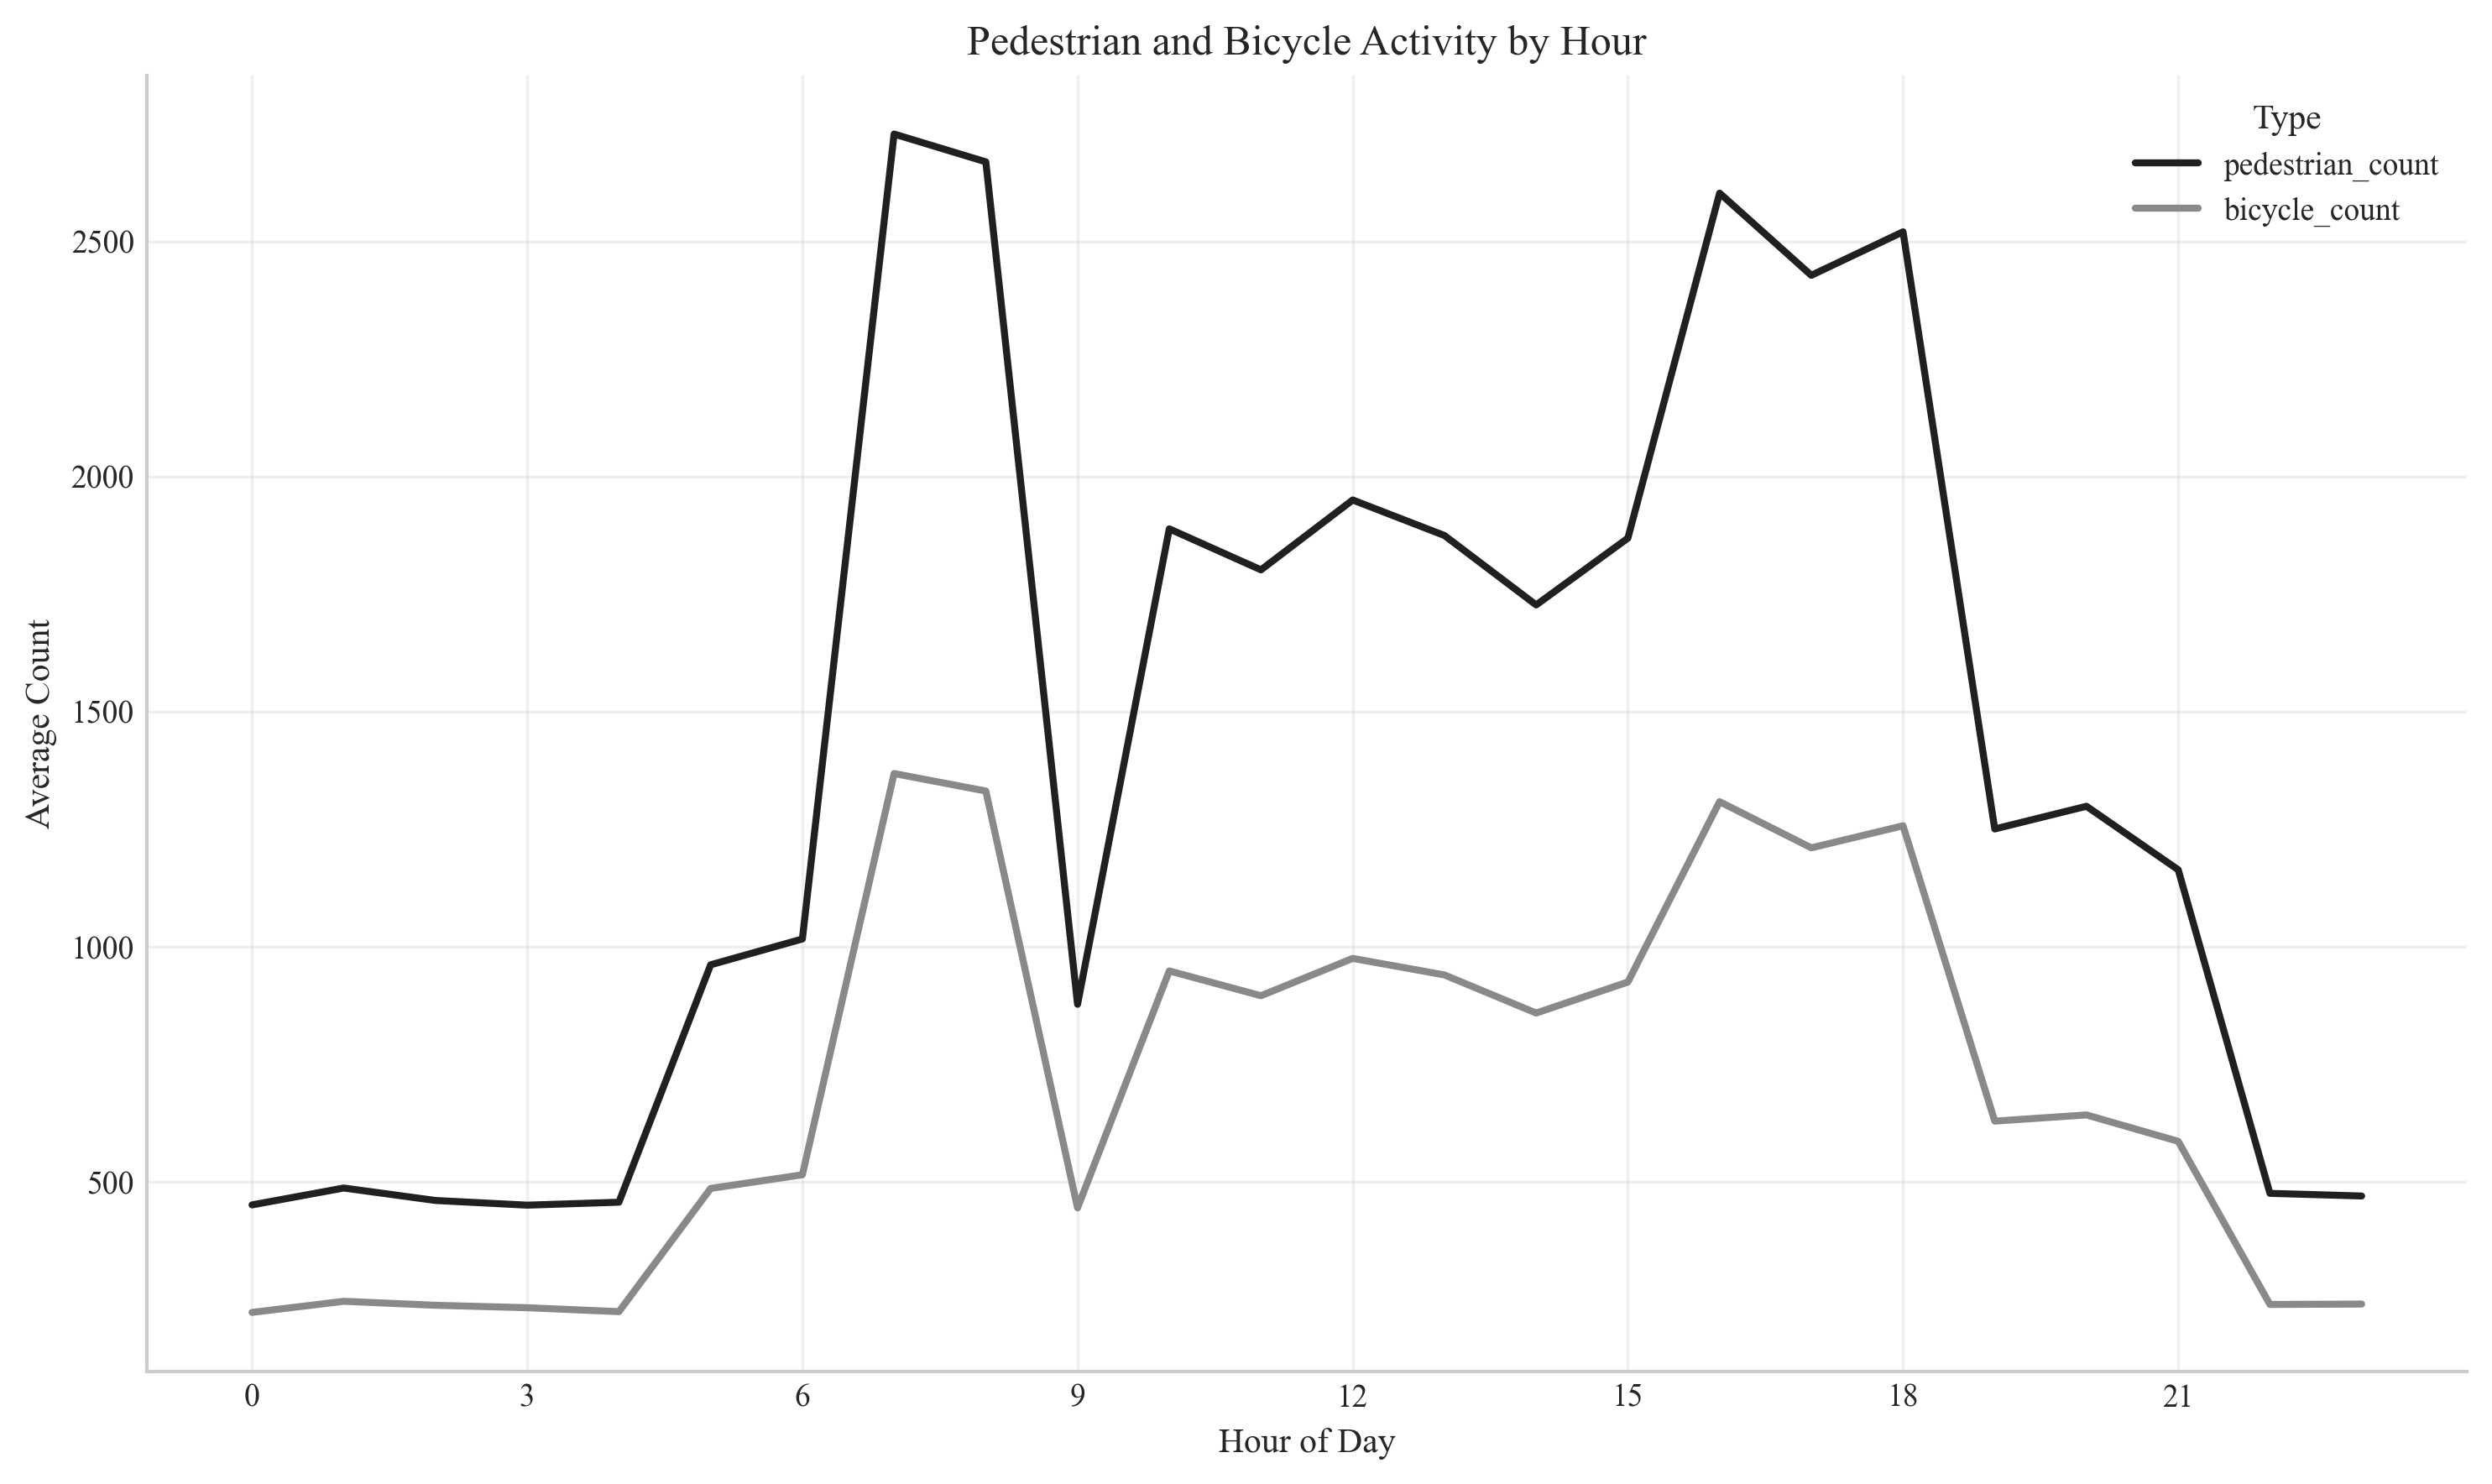 Pedestrian and Bicycle Activity by Hour
Type
pedestrian_count
bicycle_count
2500
2000
1500
1000
500
Average Count
0 3 6 9 12 15 18 21
Hour of Day